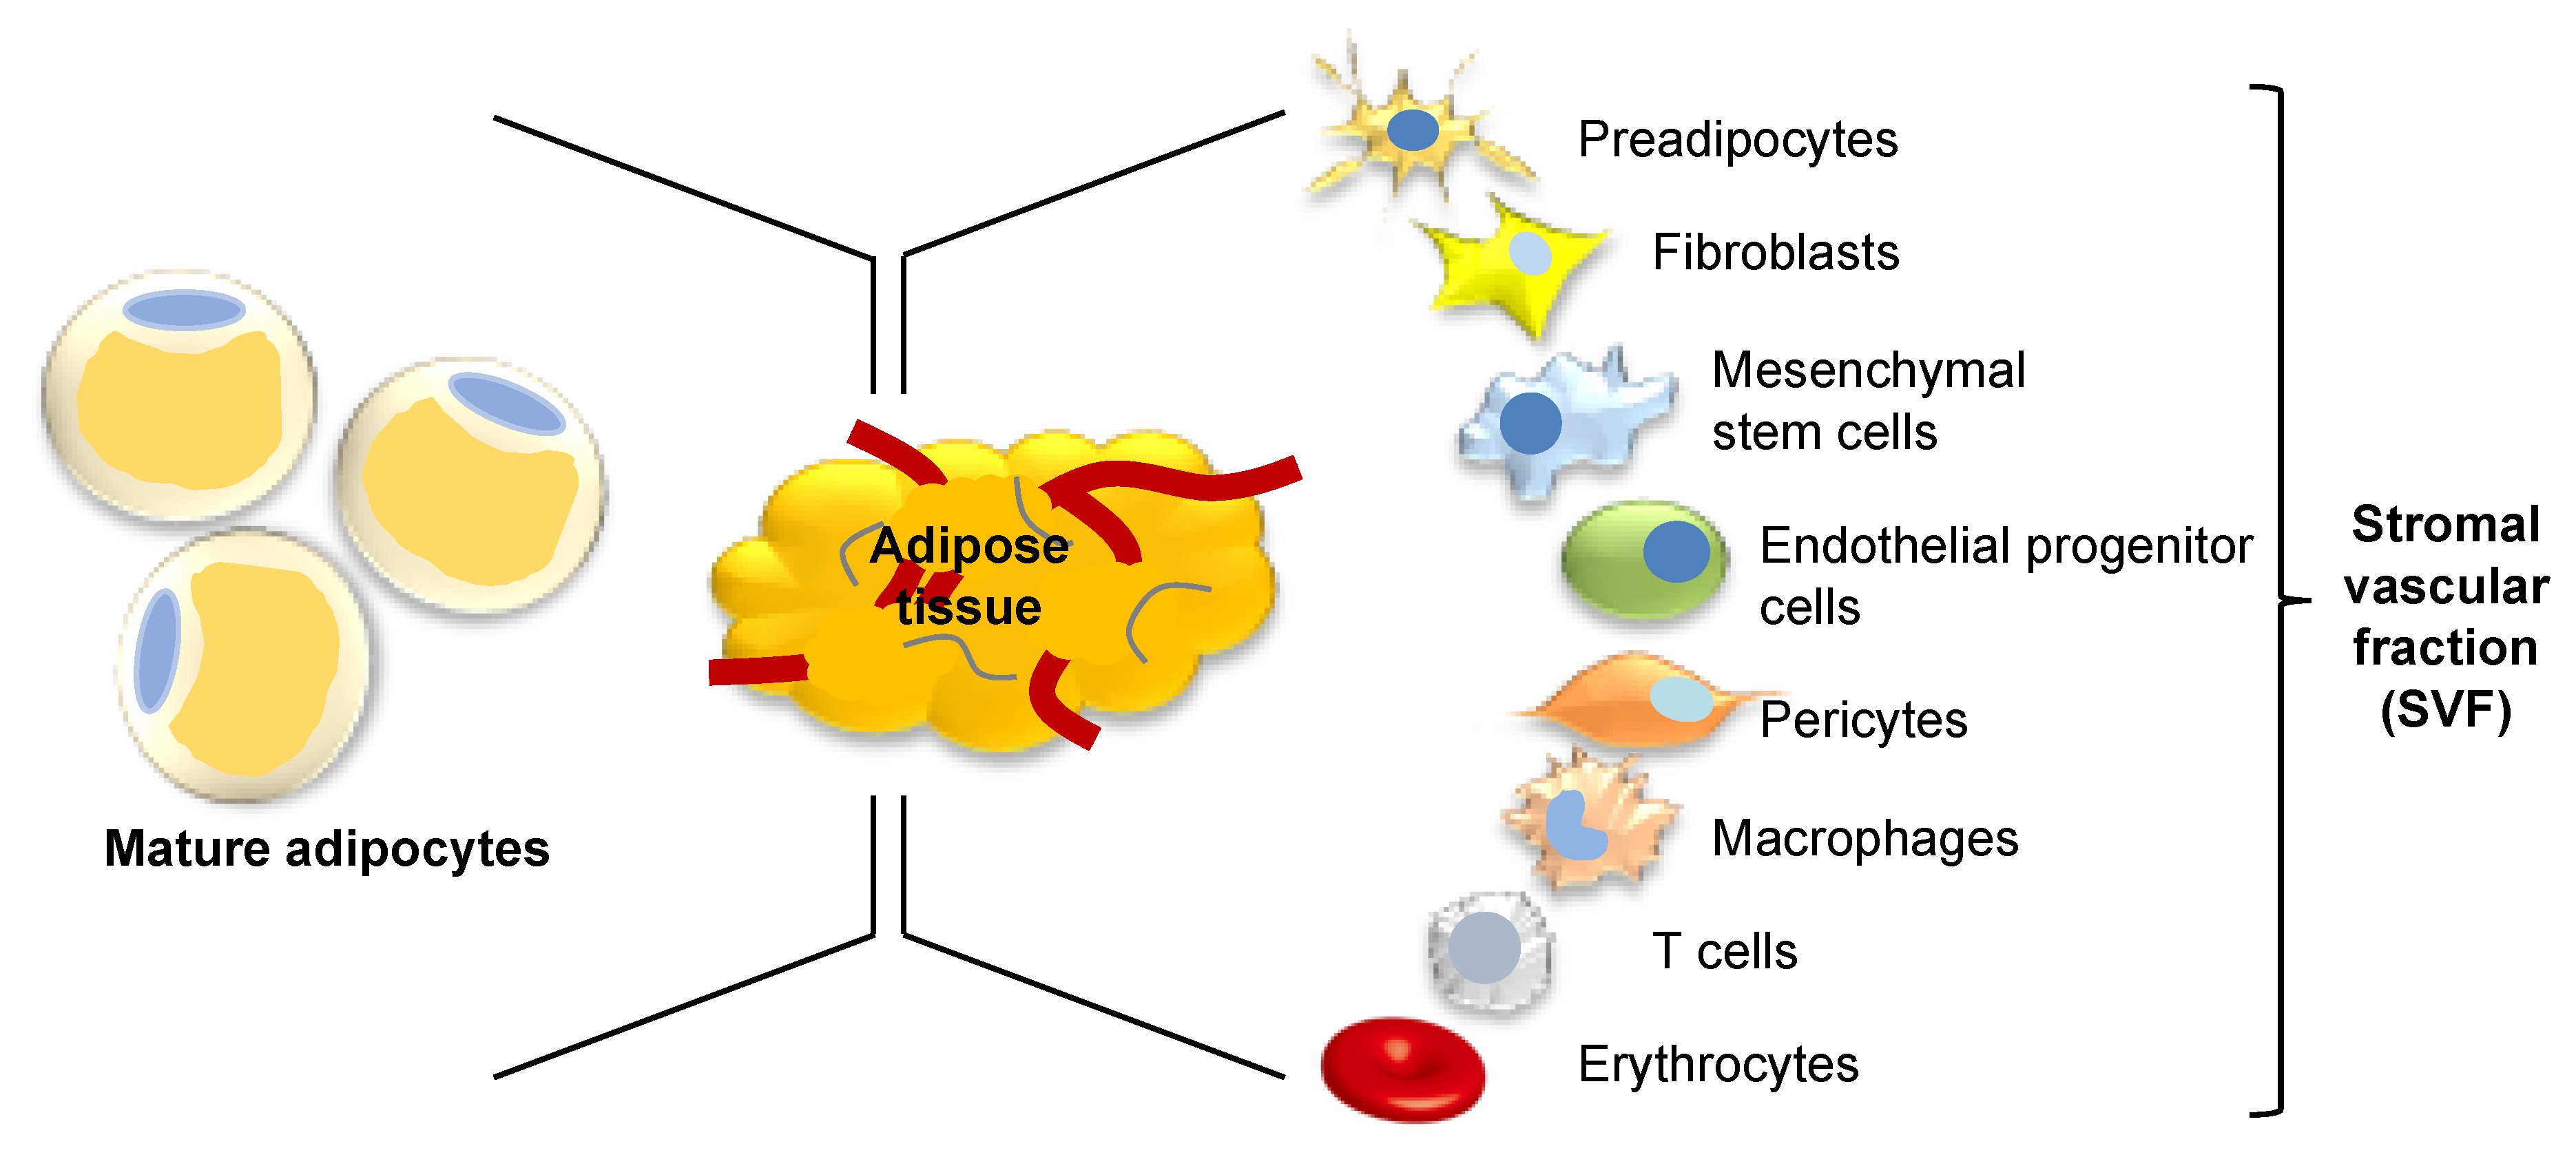 Mature adipocytes
Adipose
tissue
Preadipocytes
Fibroblasts
Mesenchymal
stem cells
Endothelial progenitor
cells
Pericytes
Macrophages
T cells
Erythrocytes
Stromal
vascular
fraction
(SVF)